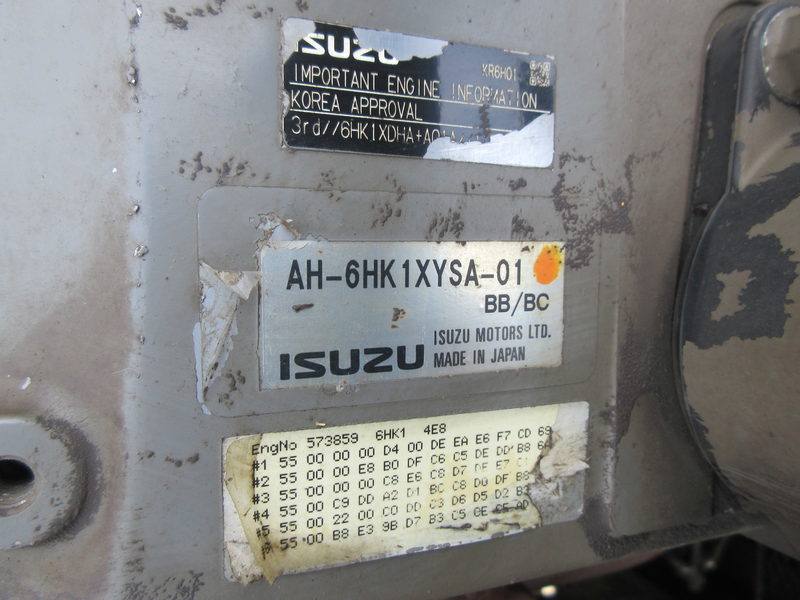 ISUZU
XR6H01
IMPORTANT ENGINE INFORMATION
KOREA APPROVAL
3rd//6HK1XDHA+A01A
AH-6HK1XYSA-01
BB/BC
ISUZU MOTORS LTD.
ISUZU MADE IN JAPAN
EngNo 573859 6HK1 4E8
#1 55 00 00 00 D4 00 DE EA E6 F7 CD 69
#2 55 00 00 E8 B0 DF C6 C5 DE DD B8
#3 55 00 00 00 C8 E6 C8 D7 DE E7
#4 55 00 C9 DD A2 D1 BC C8 D0 DF B8
#5 55 00 22 00 C0 DD C3 D6 D5 D2 B3
55 00 B8 E3 9B D7 B3 C5 CE C5